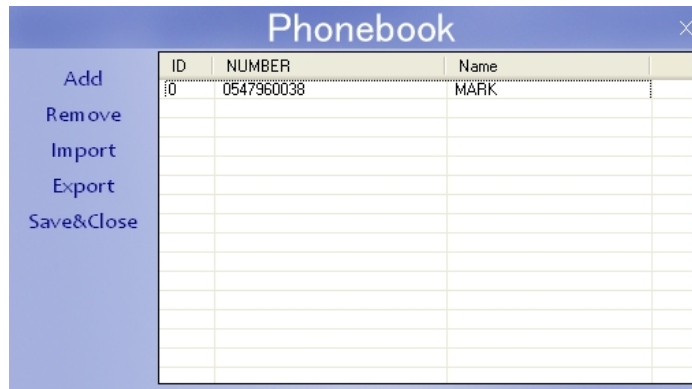 Phonebook
Add
Remove
Import
Export
Save&Close
ID NUMBER Name
0 0547960038 MARK